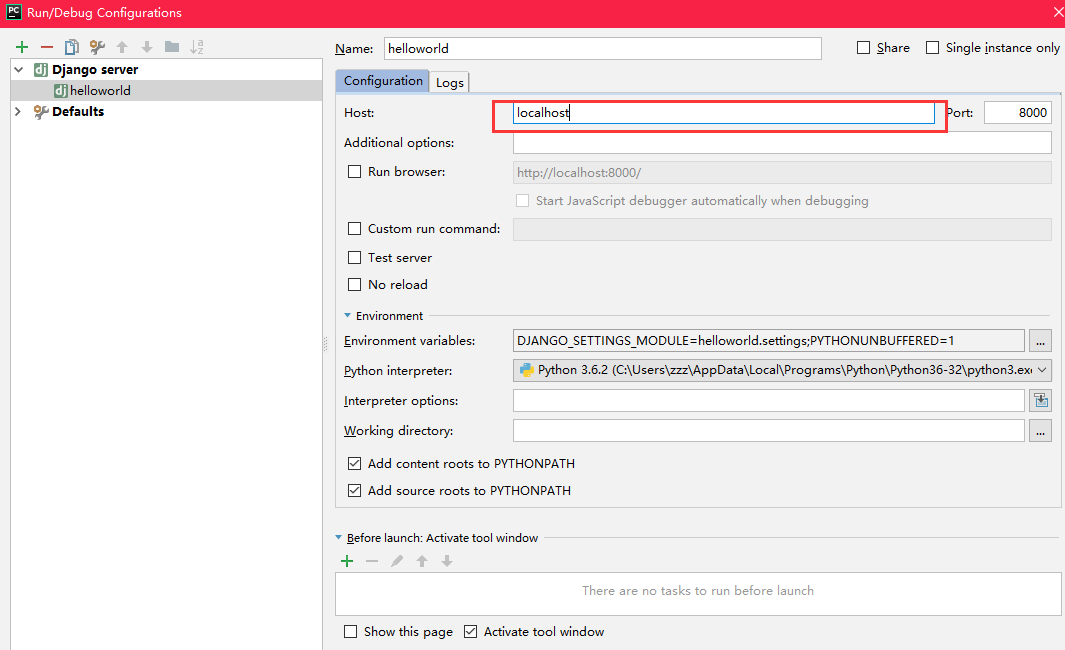 PC Run/Debug Configurations
Name: helloworld Share Single instance only
dj Django server
dj helloworld
Defaults
Configuration Logs
Host: localhost Port: 8000
Additional options:
Run browser: http://localhost:8000/
Start JavaScript debugger automatically when debugging
Custom run command:
Test server
No reload
Environment
Environment variables: DJANGO_SETTINGS_MODULE=helloworld.settings;PYTHONUNBUFFERED=1 ...
Python interpreter: Python 3.6.2 (C:\Users\zzz\AppData\Local\Programs\Python\Python36-32\python3.exe
Interpreter options:
Working directory: ...
Add content roots to PYTHONPATH
Add source roots to PYTHONPATH
Before launch: Activate tool window
There are no tasks to run before launch
Show this page Activate tool window